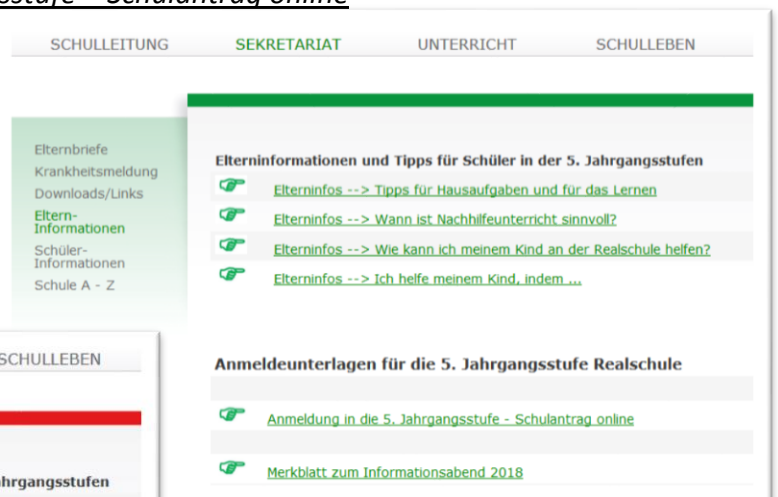 Schulantrag online
SCHULLEITUNG SEKRETARIAT UNTERRICHT SCHULLEBEN
Elternbriefe
Krankheitsmeldung
Downloads/Links
Eltern-
Informationen
Schüler-
Informationen
Schule A - Z
Elterninformationen und Tipps für Schüler in der 5. Jahrgangsstufen
Elterninfos --> Tipps für Hausaufgaben und für das Lernen
Elterninfos --> Wann ist Nachhilfeunterricht sinnvoll?
Elterninfos --> Wie kann ich meinem Kind an der Realschule helfen?
Elterninfos --> Ich helfe meinem Kind, indem ...
SCHULLEBEN
Anmeldeunterlagen für die 5. Jahrgangsstufe Realschule
Anmeldung in die 5. Jahrgangsstufe - Schulantrag online
Merkblatt zum Informationsabend 2018
ahrgangsstufen